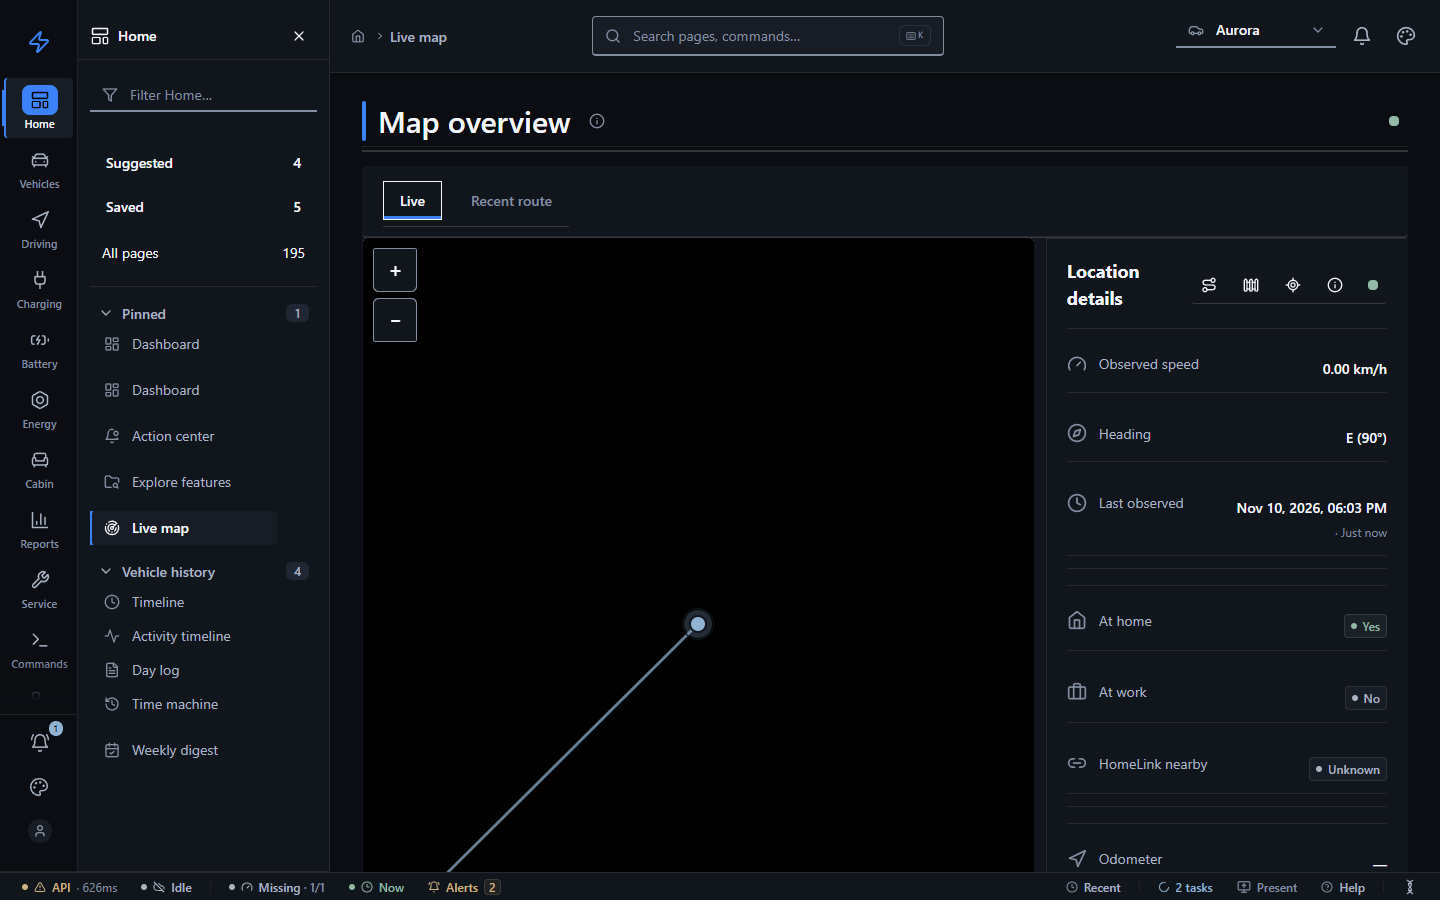 Home
Vehicles
Driving
Charging
Battery
Energy
Cabin
Reports
Service
Commands
1
Home
Filter Home...
Suggested 4
Saved 5
All pages 195
Pinned 1
Dashboard
Dashboard
Action center
Explore features
Live map
Vehicle history 4
Timeline
Activity timeline
Day log
Time machine
Weekly digest
Live map
Search pages, commands... K
Aurora
Map overview
Live Recent route
+
−
Location
details
Observed speed 0.00 km/h
Heading E (90°)
Last observed Nov 10, 2026, 06:03 PM
· Just now
At home Yes
At work No
HomeLink nearby Unknown
Odometer —
API · 626ms Idle Missing · 1/1 Now Alerts 2 Recent 2 tasks Present Help